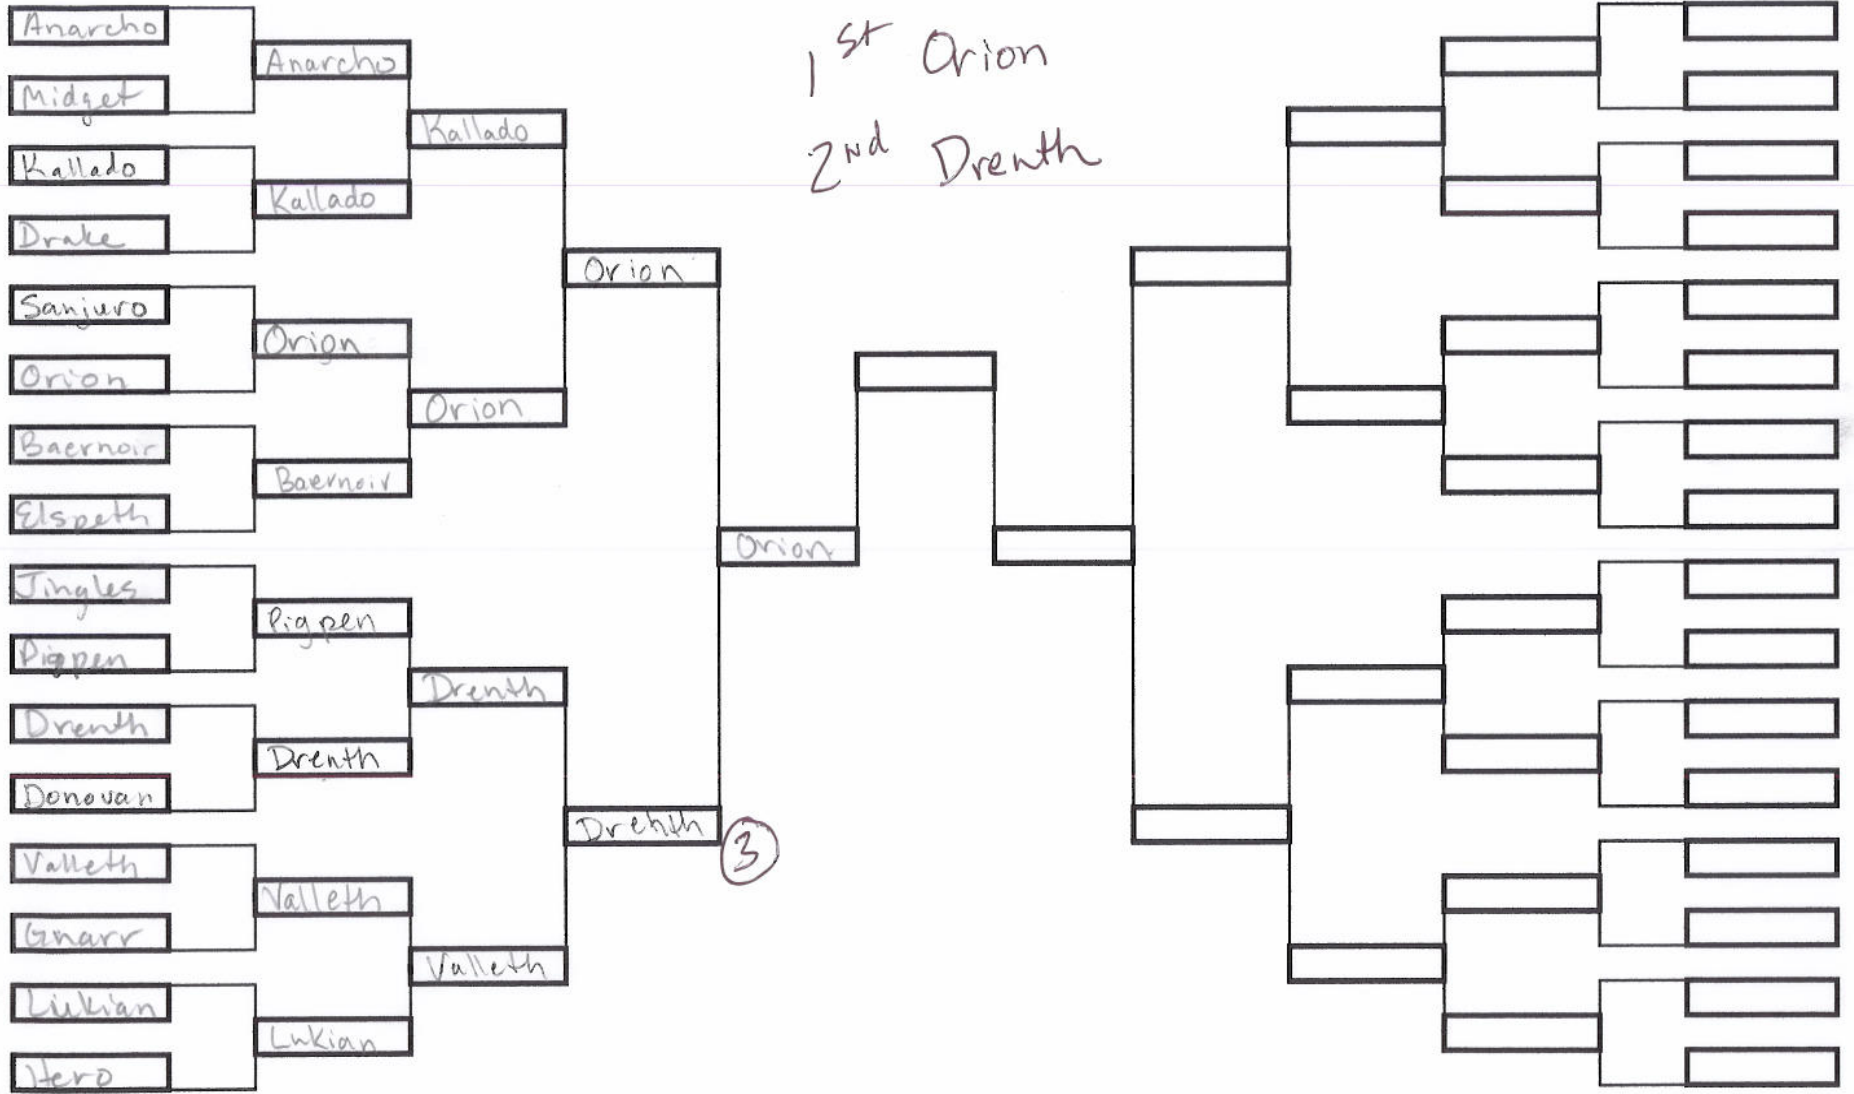 Anarcho
Midget
Kallado
Drake
Sanjuro
Orion
Baernoir
Elspeth
Jingles
Pigpen
Drenth
Donovan
Valleth
Gnarr
Lukian
Hero
Anarcho
Kallado
Orion
Baernoir
Pigpen
Drenth
Valleth
Lukian
Kallado
Orion
Drenth
Valleth
Orion
Drenth
3
Orion
1st Orion
2nd Drenth